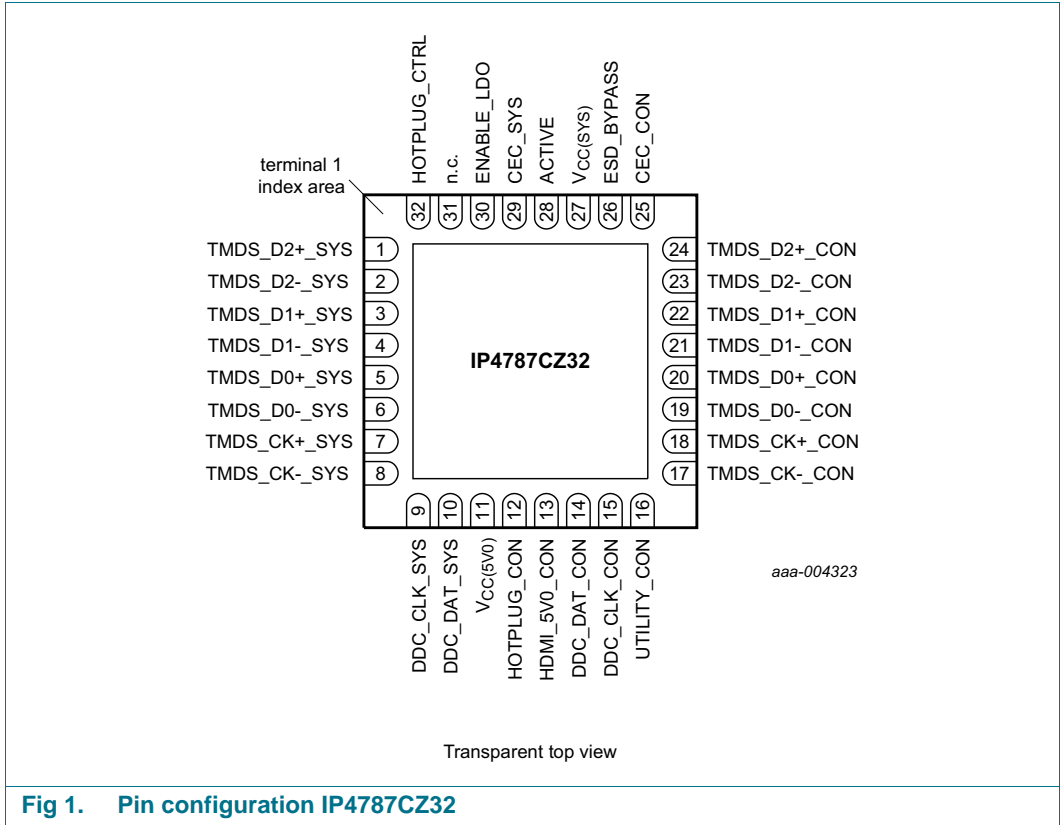 HOTPLUG_CTRL
n.c.
ENABLE_LDO
CEC_SYS
ACTIVE
VCC(SYS)
ESD_BYPASS
CEC_CON
terminal 1
index area
32 31 30 29 28 27 26 25
TMDS_D2+_SYS 1 24 TMDS_D2+_CON
TMDS_D2-_SYS 2 23 TMDS_D2-_CON
TMDS_D1+_SYS 3 22 TMDS_D1+_CON
TMDS_D1-_SYS 4 21 TMDS_D1-_CON
IP4787CZ32
TMDS_D0+_SYS 5 20 TMDS_D0+_CON
TMDS_D0-_SYS 6 19 TMDS_D0-_CON
TMDS_CK+_SYS 7 18 TMDS_CK+_CON
TMDS_CK-_SYS 8 17 TMDS_CK-_CON
9 10 11 12 13 14 15 16
DDC_CLK_SYS
DDC_DAT_SYS
VCC(5V0)
HOTPLUG_CON
HDMI_5V0_CON
DDC_DAT_CON
DDC_CLK_CON
UTILITY_CON
aaa-004323
Transparent top view
Fig 1. Pin configuration IP4787CZ32